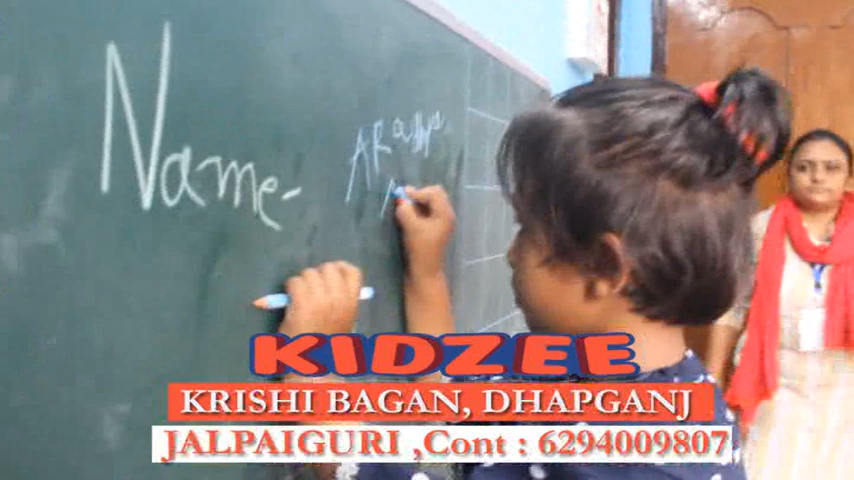 Name-
KIDZEE
KRISHI BAGAN, DHAPGANJ
JALPAIGURI ,Cont : 6294009807